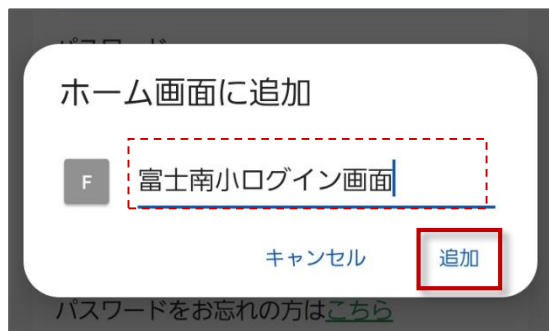 パスワード
ホーム画面に追加
F
富士南小ログイン画面
キャンセル 追加
パスワードをお忘れの方はこちら